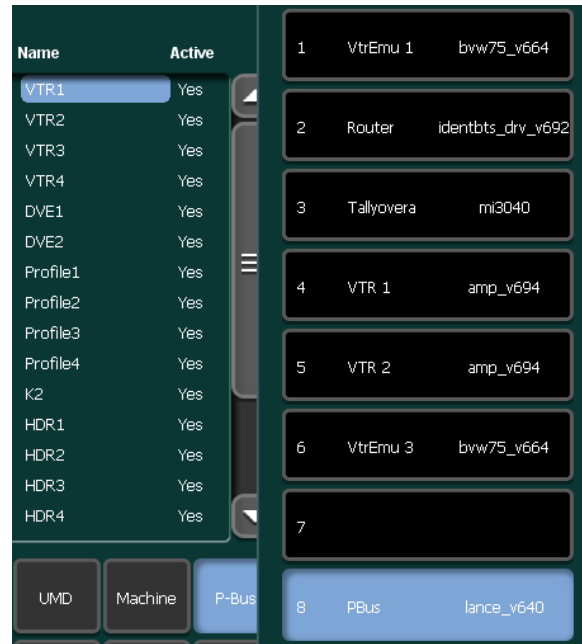 Name Active
VTR1 Yes
VTR2 Yes
VTR3 Yes
VTR4 Yes
DVE1 Yes
DVE2 Yes
Profile1 Yes
Profile2 Yes
Profile3 Yes
Profile4 Yes
K2 Yes
HDR1 Yes
HDR2 Yes
HDR3 Yes
HDR4 Yes
UMD Machine P-Bus
1 VtrEmu 1 bvw75_v664
2 Router identbts_drv_v692
3 Tallyovera mi3040
4 VTR 1 amp_v694
5 VTR 2 amp_v694
6 VtrEmu 3 bvw75_v664
7
8 PBus lance_v640